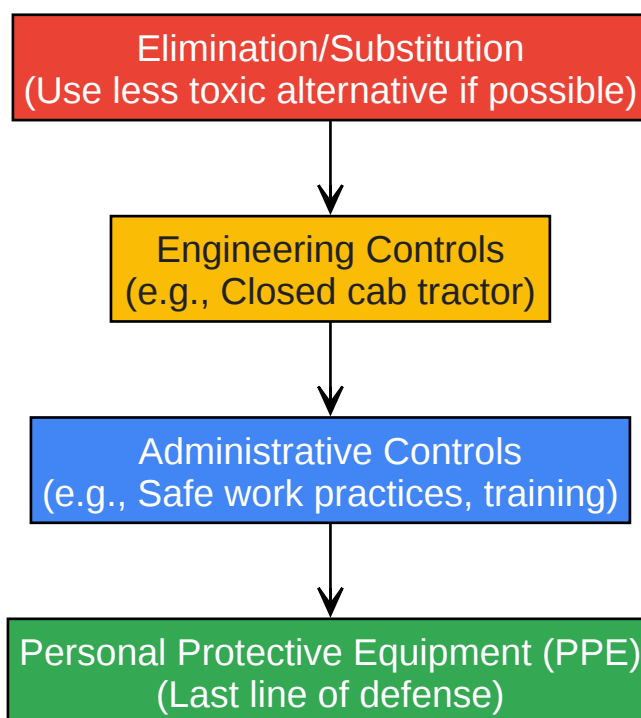 Elimination/Substitution
(Use less toxic alternative if possible)
Engineering Controls
(e.g., Closed cab tractor)
Administrative Controls
(e.g., Safe work practices, training)
Personal Protective Equipment (PPE)
(Last line of defense)